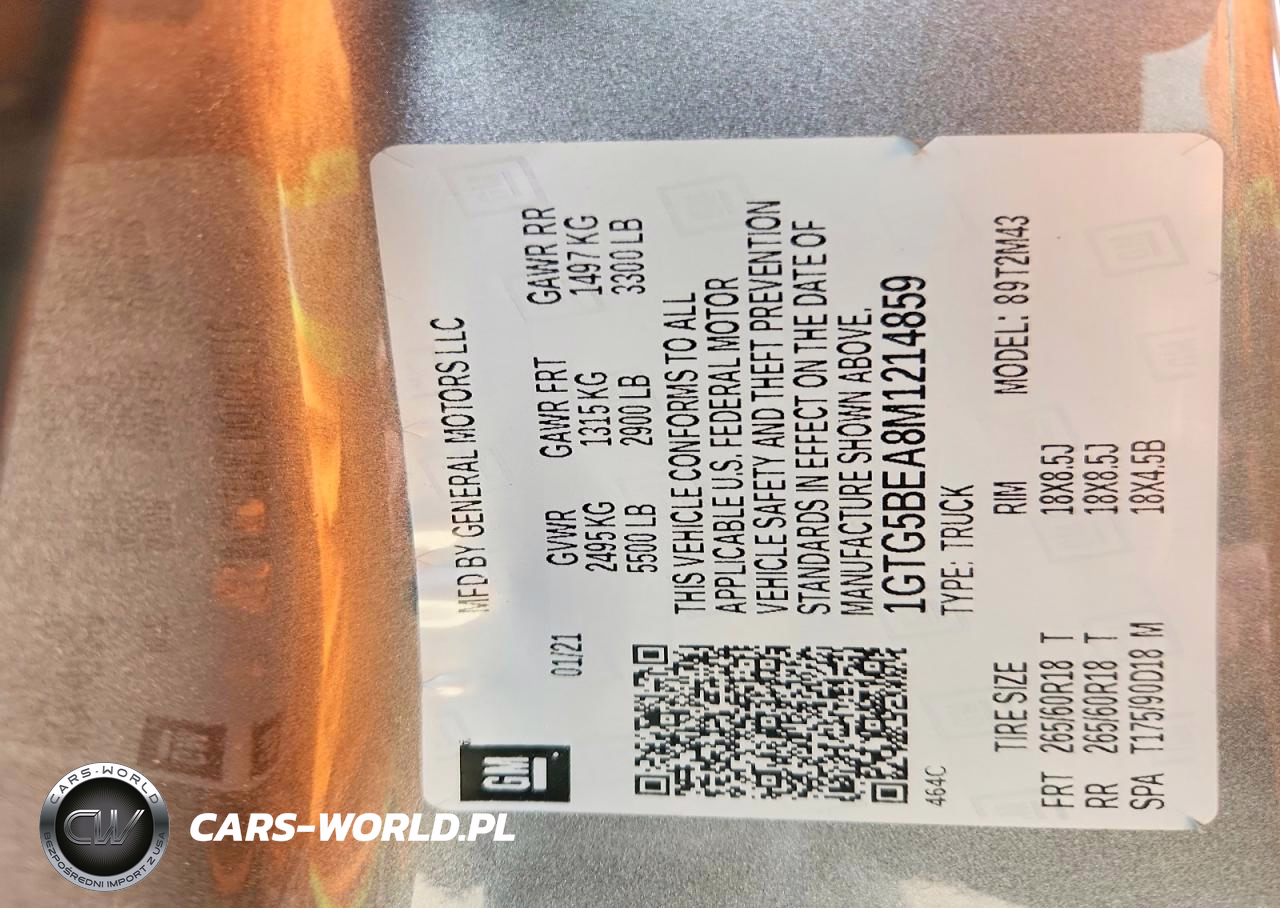 GM
MFD BY GENERAL MOTORS LLC
01/21
GVWR GAWR FRT GAWR RR
2495 KG 1315 KG 1497 KG
5500 LB 2900 LB 3300 LB
THIS VEHICLE CONFORMS TO ALL
APPLICABLE U.S. FEDERAL MOTOR
VEHICLE SAFETY AND THEFT PREVENTION
STANDARDS IN EFFECT ON THE DATE OF
MANUFACTURE SHOWN ABOVE.
1GTG5BEA8M1214859
464C
TYPE: TRUCK
TIRE SIZE RIM MODEL: 89T2M43
FRT 265/60R18 T 18X8.5J
RR 265/60R18 T 18X8.5J
SPA T175/90D18 M 18X4.5B
CARS-WORLD
CW
BEZPOŚREDNI IMPORT Z USA
CARS-WORLD.PL